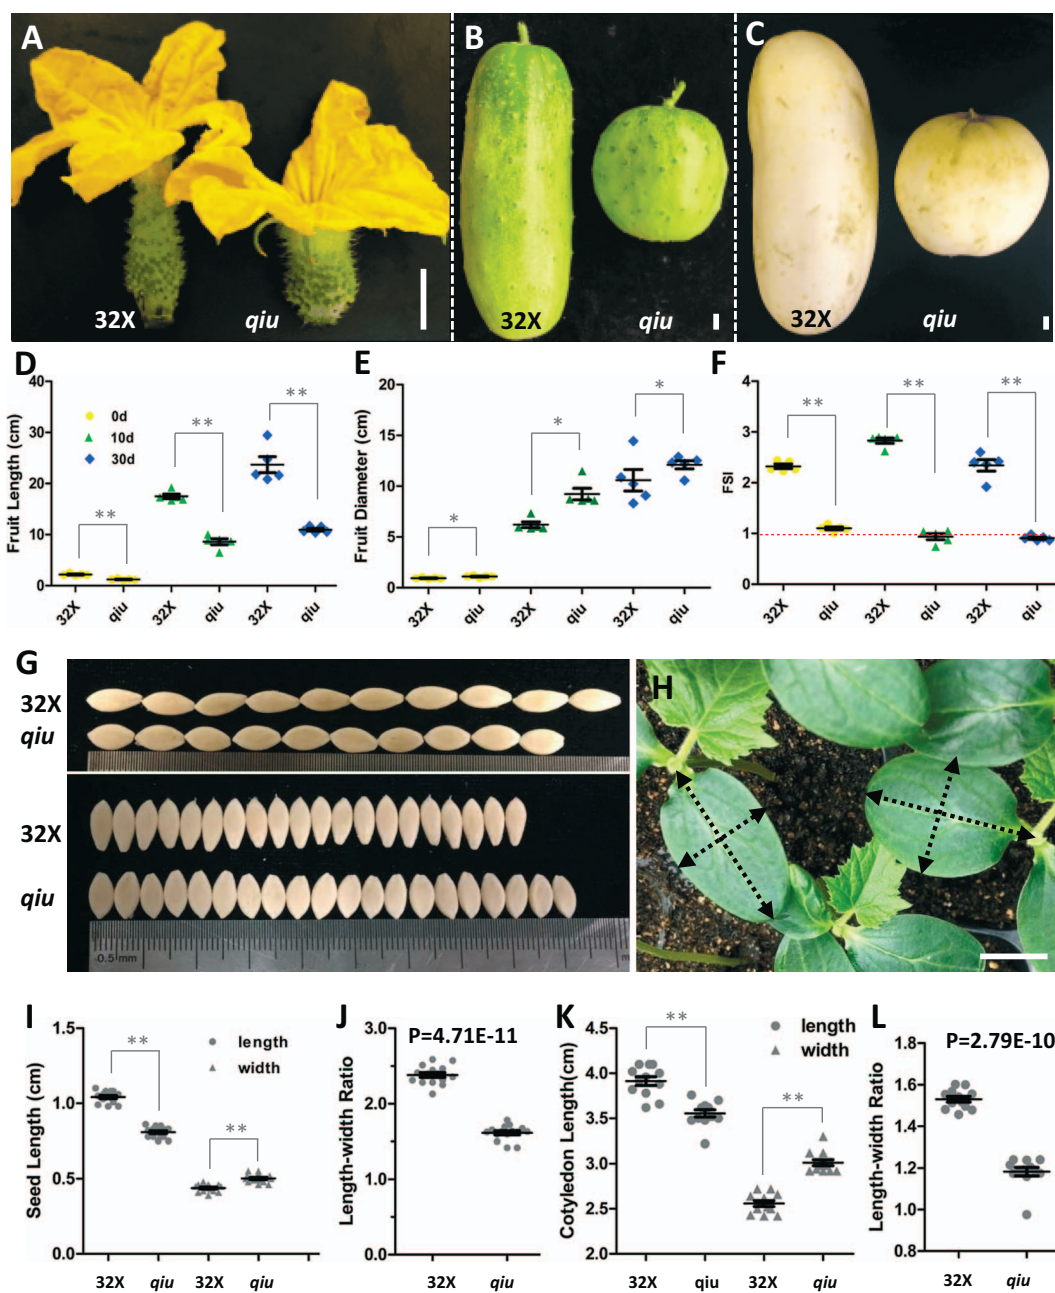 A
B
C
32X
qiu
32X
qiu
32X
qiu
D
E
F
Fruit Length (cm)
40
30
20
10
0
0d
10d
30d
**
**
**
32X
qiu
32X
qiu
32X
qiu
Fruit Diameter (cm)
20
15
10
5
0
*
*
*
32X
qiu
32X
qiu
32X
qiu
FSI
4
3
2
1
0
**
**
**
32X
qiu
32X
qiu
32X
qiu
G
H
32X
qiu
32X
qiu
0.5 mm
m
I
J
K
L
Seed Length (cm)
1.5
1.0
0.5
0.0
length
width
**
**
32X
qiu
32X
qiu
Length-width Ratio
3.0
2.0
1.0
0.0
P=4.71E-11
32X
qiu
Cotyledon Length(cm)
4.5
4.0
3.5
3.0
2.5
2.0
length
width
**
**
32X
qiu
32X
qiu
Length-width Ratio
1.8
1.6
1.4
1.2
1.0
0.8
P=2.79E-10
32X
qiu